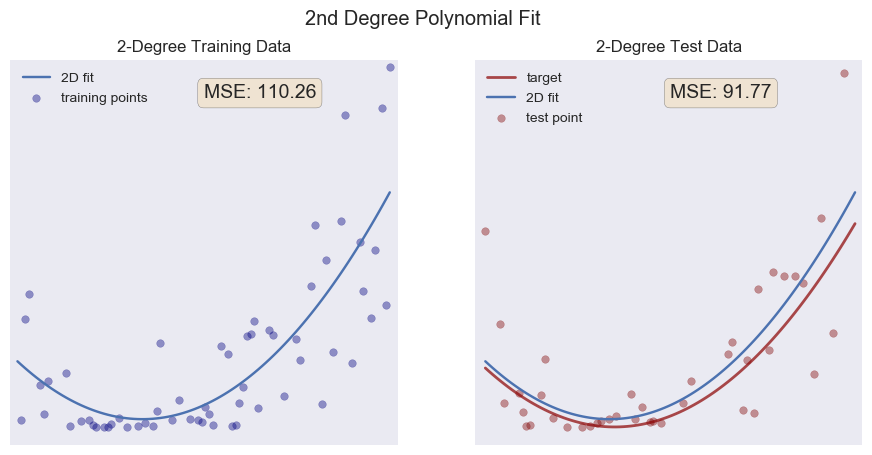 2nd Degree Polynomial Fit
2-Degree Training Data
2D fit
training points
MSE: 110.26
2-Degree Test Data
target
2D fit
test point
MSE: 91.77